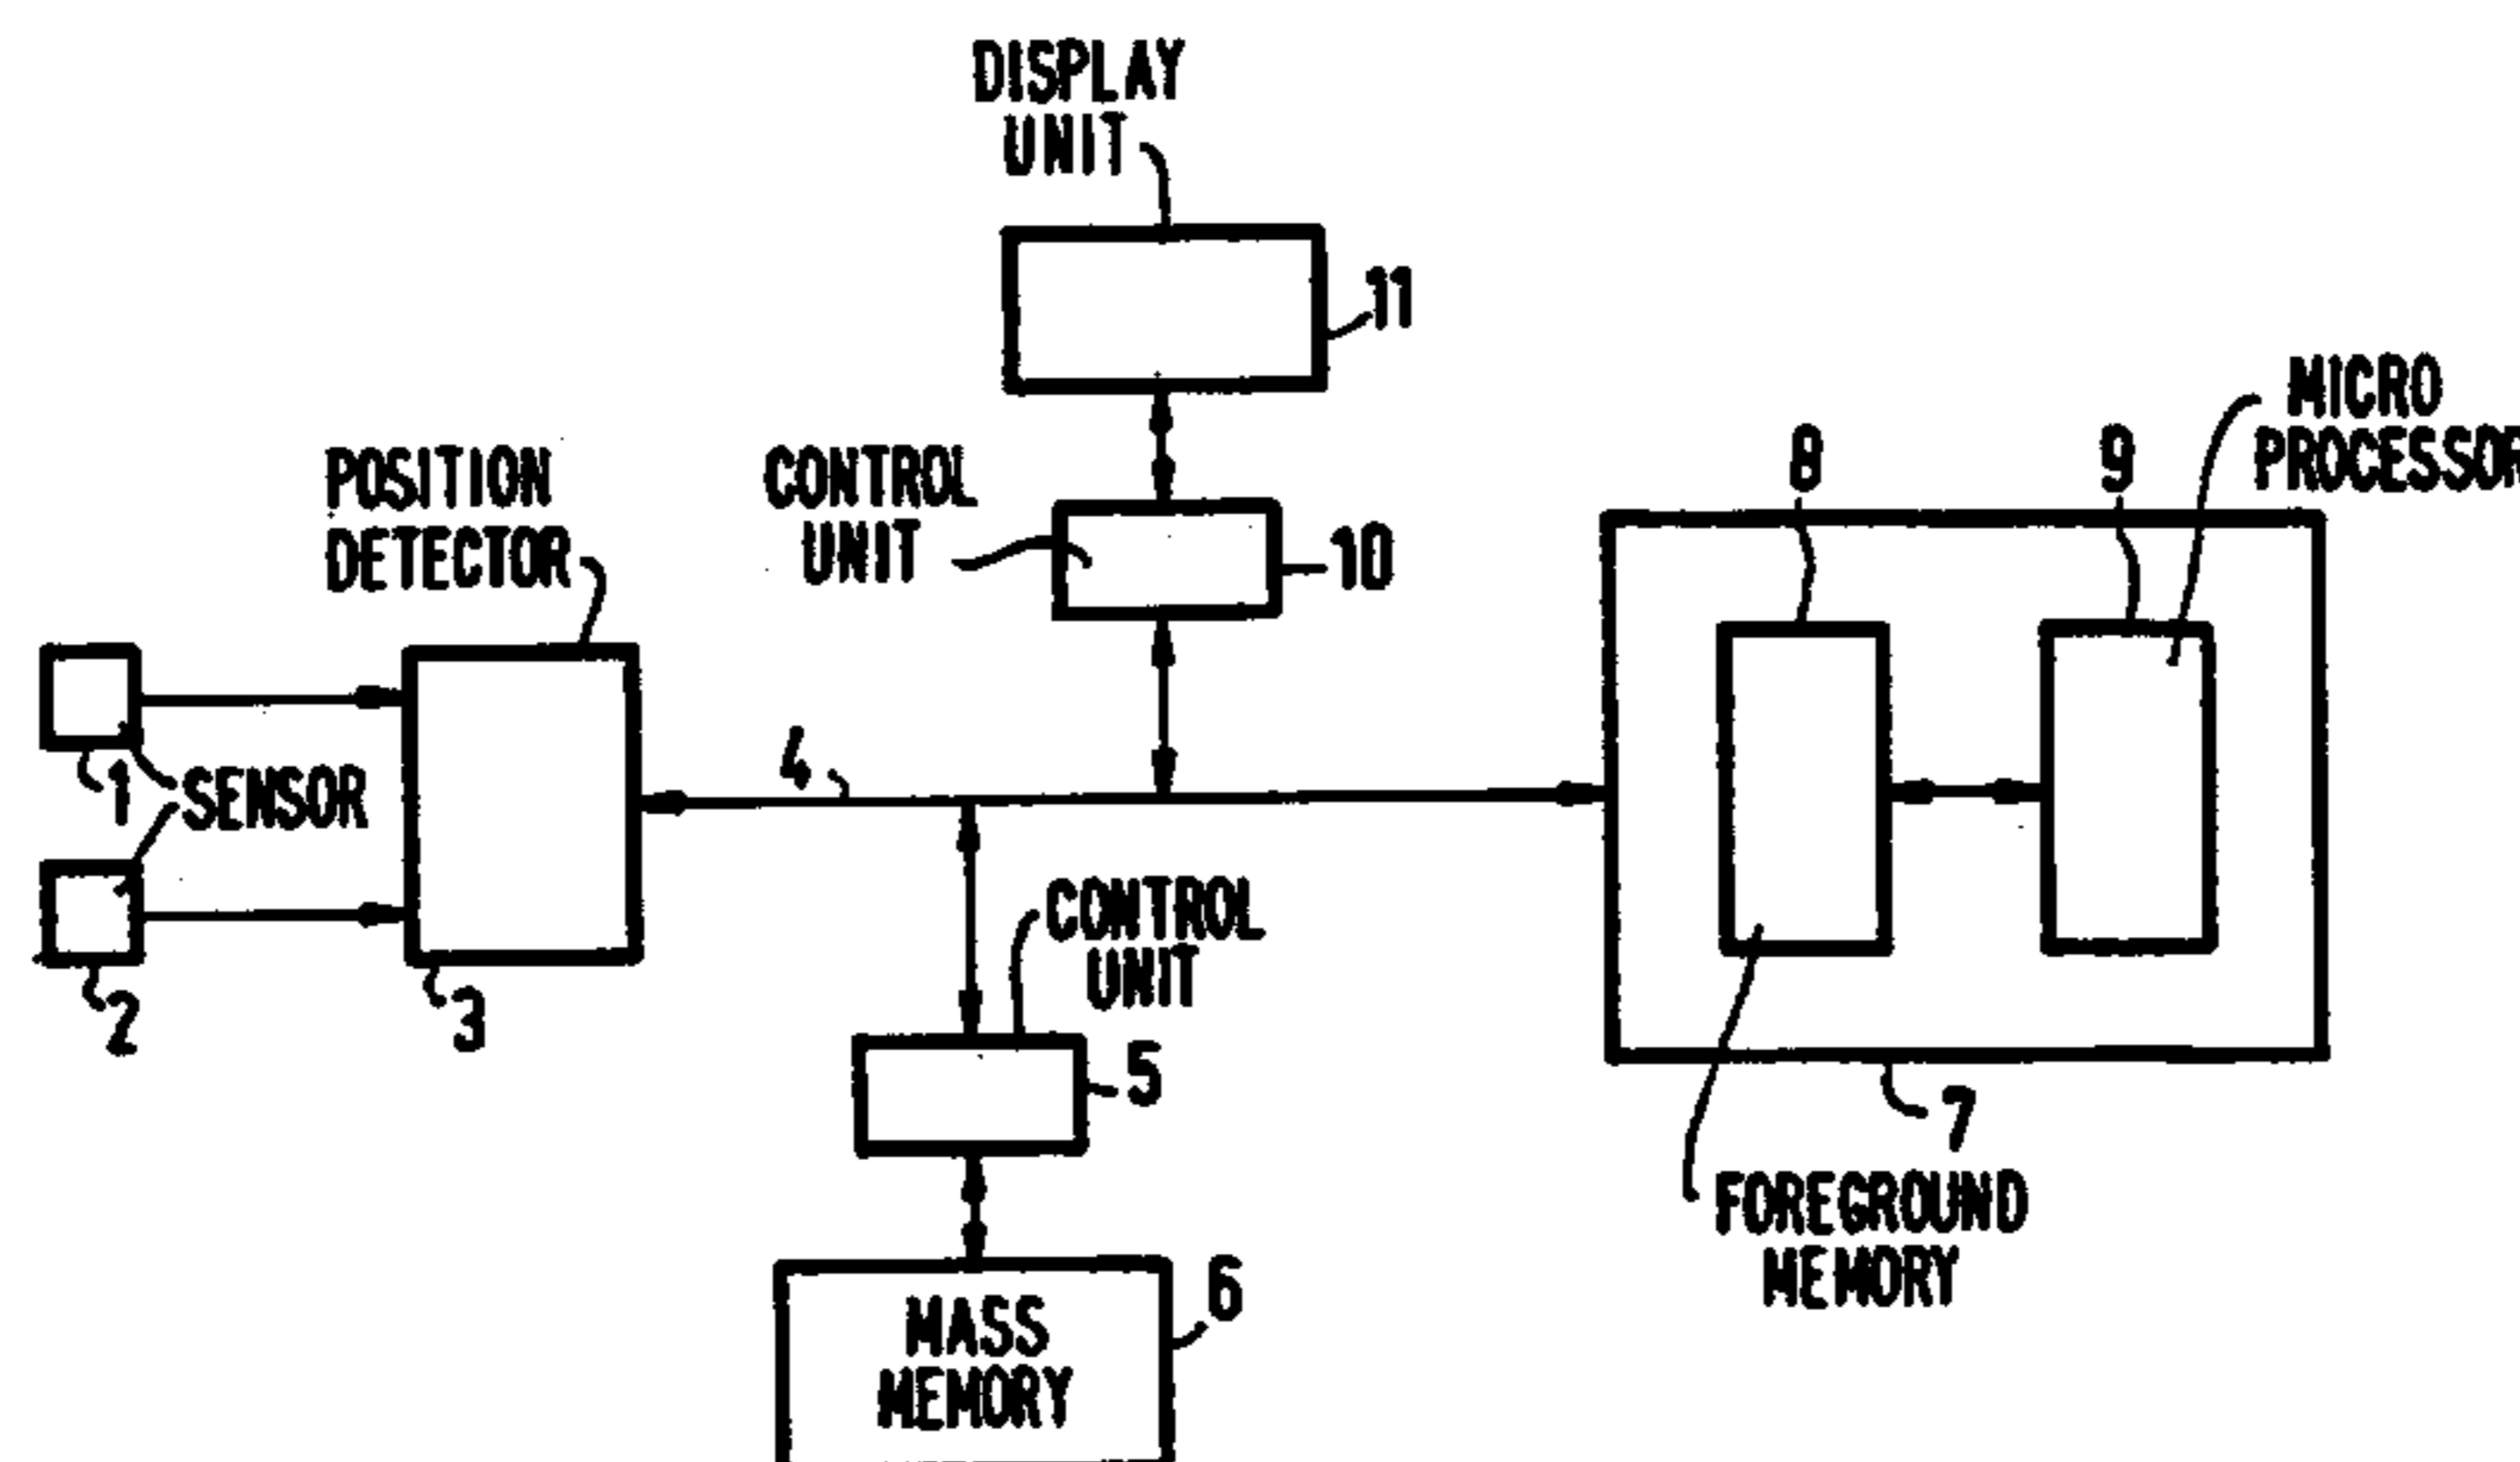 DISPLAY
UNIT
11
MICRO
PROCESSOR
8
9
POSITION
DETECTOR
CONTROL
UNIT
10
4
1
SENSOR
2
3
CONTROL
UNIT
5
7
FOREGROUND
MEMORY
6
MASS
MEMORY